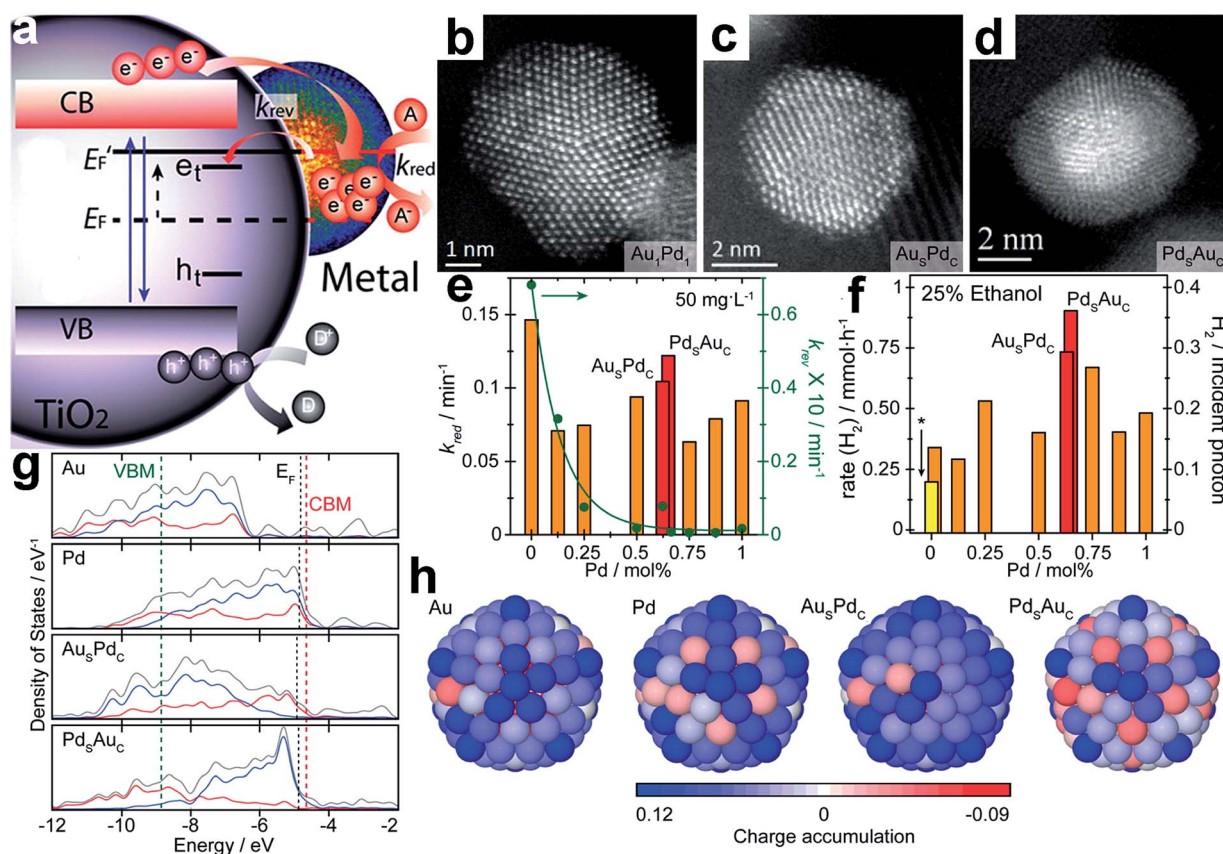 a
e⁻ e⁻ e⁻
CB
k_rev
A
E_F'
e_t
k_red
e⁻ e⁻ e⁻ e⁻ e⁻
A⁻
E_F
h_t
Metal
VB
h⁺ h⁺ h⁺
D⁺
D
TiO₂
b
1 nm
Au₁Pd₁
c
2 nm
Au_SPd_C
d
2 nm
Pd_SAu_C
e
50 mg·L⁻¹
Pd_SAu_C
Au_SPd_C
k_red / min⁻¹
0.15
0.1
0.05
0
k_rev X 10 / min⁻¹
0.6
0.4
0.2
0
0 0.25 0.5 0.75 1
Pd / mol%
f
25% Ethanol
Pd_SAu_C
Au_SPd_C
*
rate (H₂) / mmol·h⁻¹
1
0.75
0.50
0.25
0
H₂ / incident photon
0.4
0.3
0.2
0.1
0
0 0.25 0.5 0.75 1
Pd / mol%
g
Au
VBM
E_F
CBM
Pd
Au_SPd_C
Pd_SAu_C
Density of States / eV⁻¹
-12 -10 -8 -6 -4 -2
Energy / eV
h
Au
Pd
Au_SPd_C
Pd_SAu_C
0.12 0 -0.09
Charge accumulation